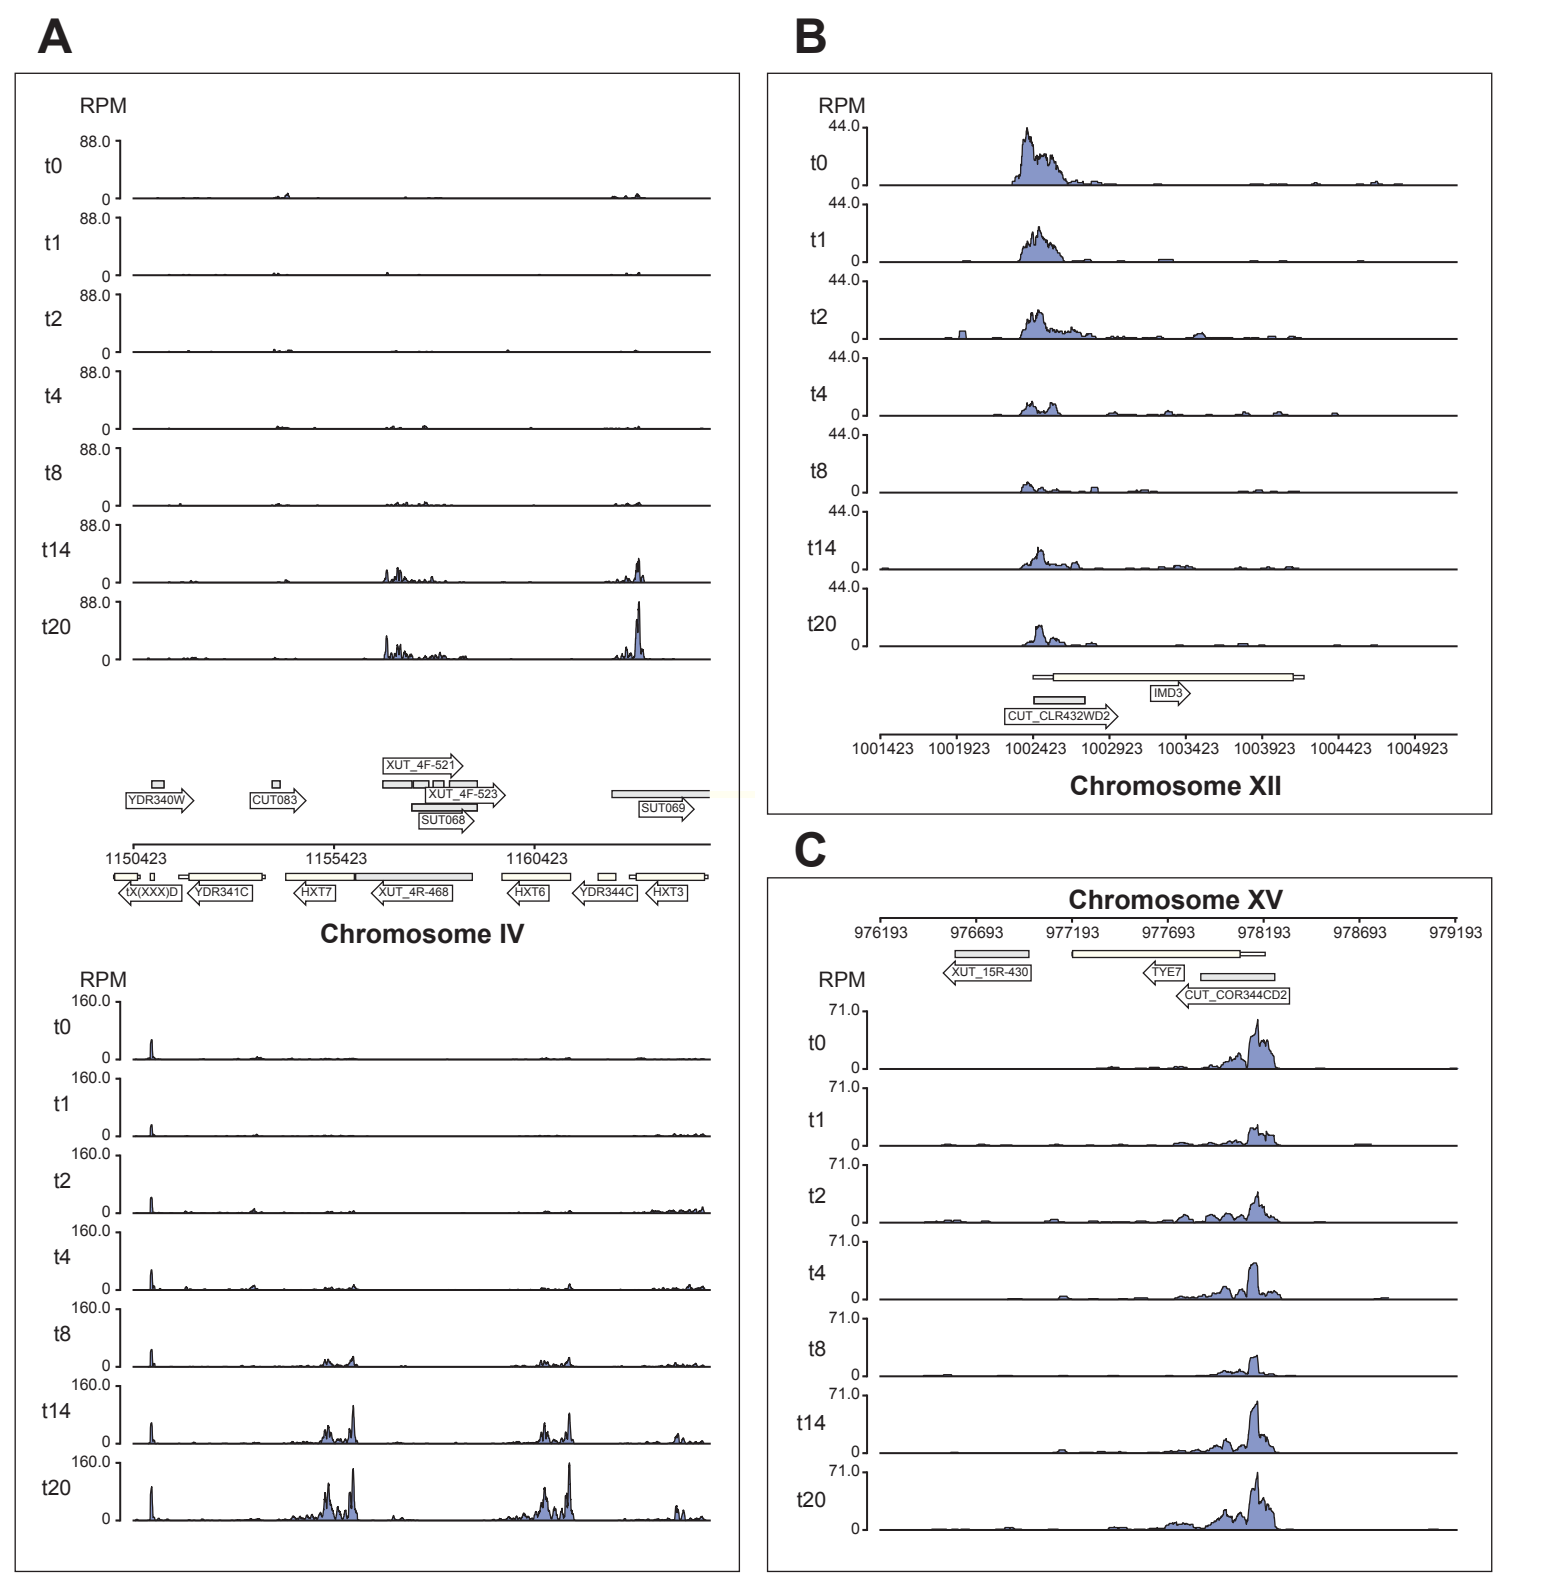 A
RPM
t0
88.0
0
t1
88.0
0
t2
88.0
0
t4
88.0
0
t8
88.0
0
t14
88.0
0
t20
88.0
0
XUT_4F-521
YDR340W
CUT083
XUT_4F-523
SUT069
SUT068
1150423 1155423 1160423
tX(XXX)D YDR341C HXT7 XUT_4R-468 HXT6 YDR344C HXT3
Chromosome IV
RPM
t0
160.0
0
t1
160.0
0
t2
160.0
0
t4
160.0
0
t8
160.0
0
t14
160.0
0
t20
160.0
0
B
RPM
t0
44.0
0
t1
44.0
0
t2
44.0
0
t4
44.0
0
t8
44.0
0
t14
44.0
0
t20
44.0
0
IMD3
CUT_CLR432WD2
1001423 1001923 1002423 1002923 1003423 1003923 1004423 1004923
Chromosome XII
C
Chromosome XV
976193 976693 977193 977693 978193 978693 979193
XUT_15R-430 TYE7
CUT_COR344CD2
RPM
t0
71.0
0
t1
71.0
0
t2
71.0
0
t4
71.0
0
t8
71.0
0
t14
71.0
0
t20
71.0
0